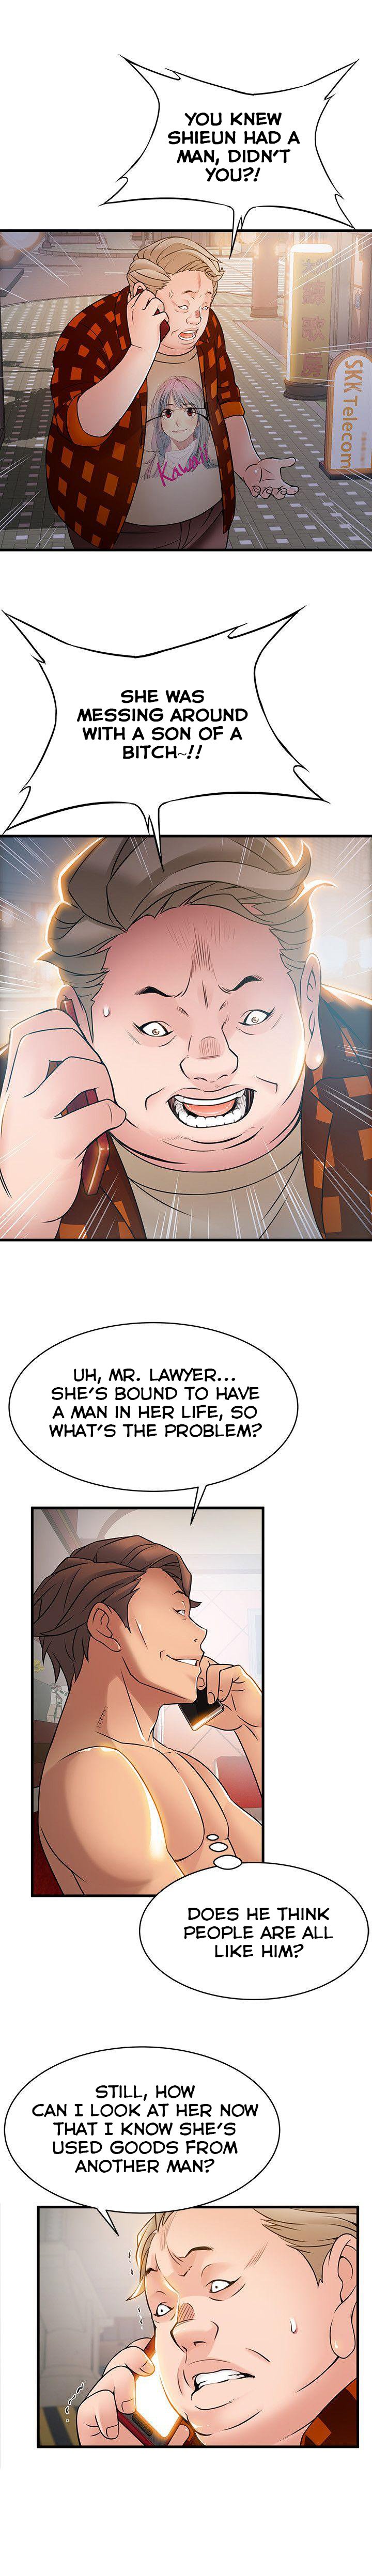 YOU KNEW
SHIEUN HAD A
MAN, DIDN'T
YOU?!
SKK Telecom
Kawaii
SHE WAS
MESSING AROUND
WITH A SON OF A
BITCH~!!
UH, MR. LAWYER...
SHE'S BOUND TO HAVE
A MAN IN HER LIFE, SO
WHAT'S THE PROBLEM?
DOES HE THINK
PEOPLE ARE ALL
LIKE HIM?
STILL, HOW
CAN I LOOK AT HER NOW
THAT I KNOW SHE'S
USED GOODS FROM
ANOTHER MAN?